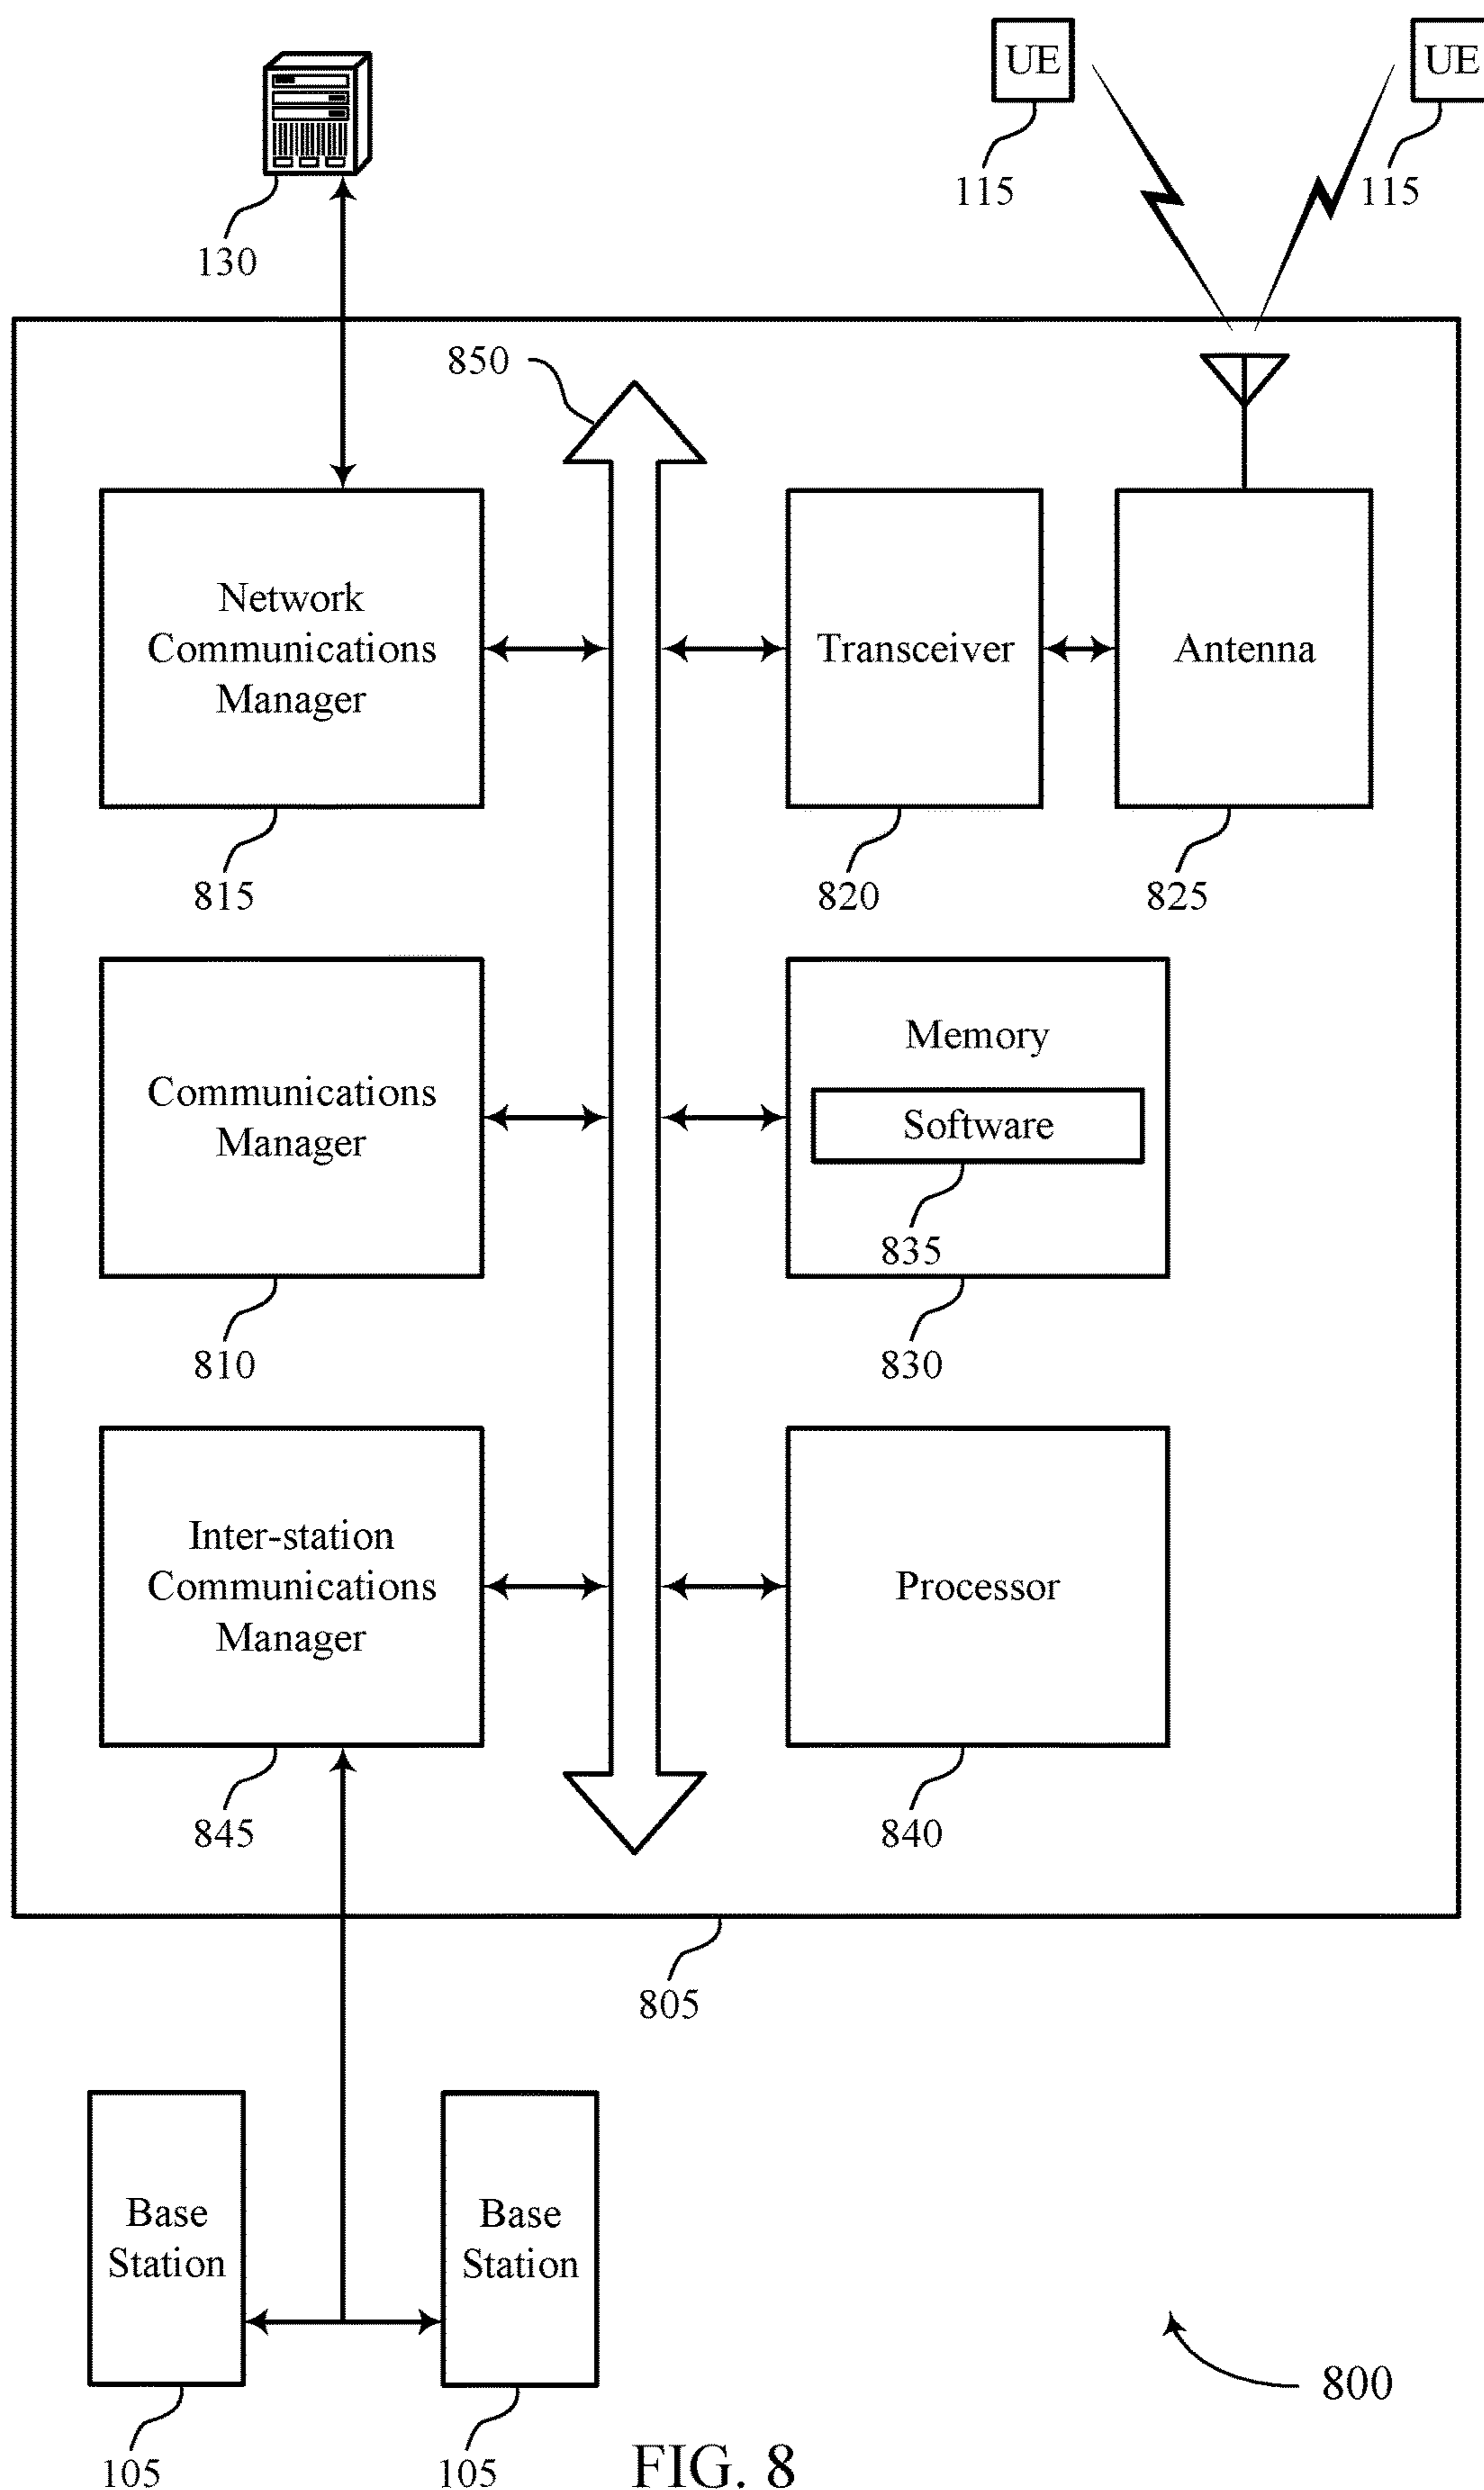 UE
UE
115
115
130
850
Network
Communications
Manager
Transceiver
Antenna
815
820
825
Communications
Manager
Memory
Software
835
810
830
Inter-station
Communications
Manager
Processor
845
840
805
Base
Station
Base
Station
800
105
105
FIG. 8